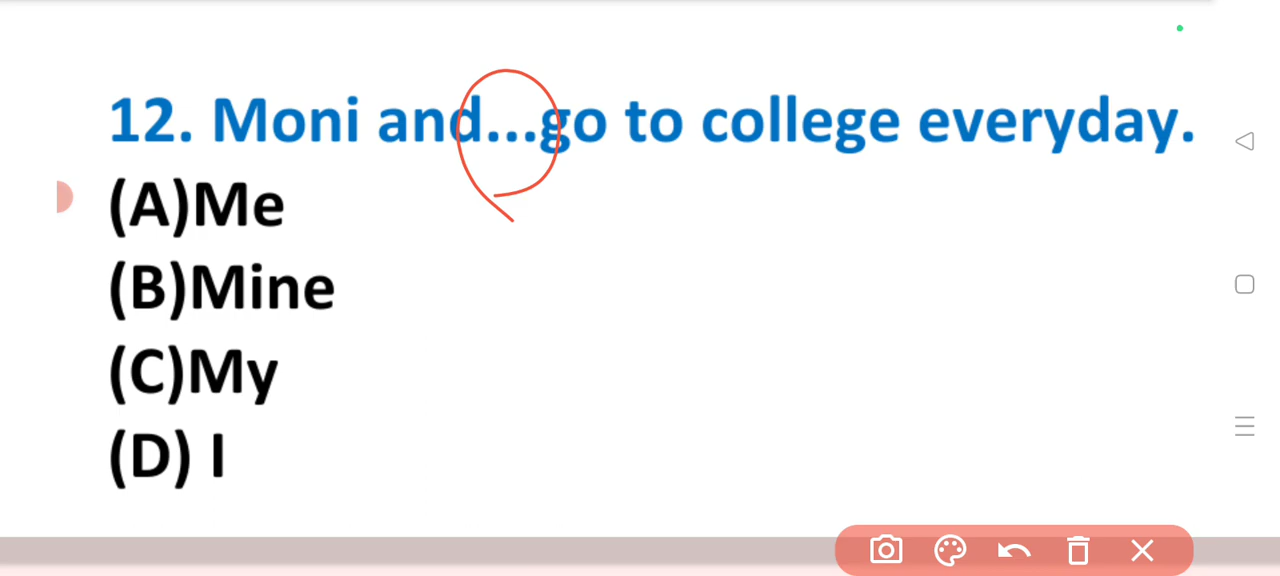 12. Moni and...go to college everyday.
(A)Me
(B)Mine
(C)My
(D) I